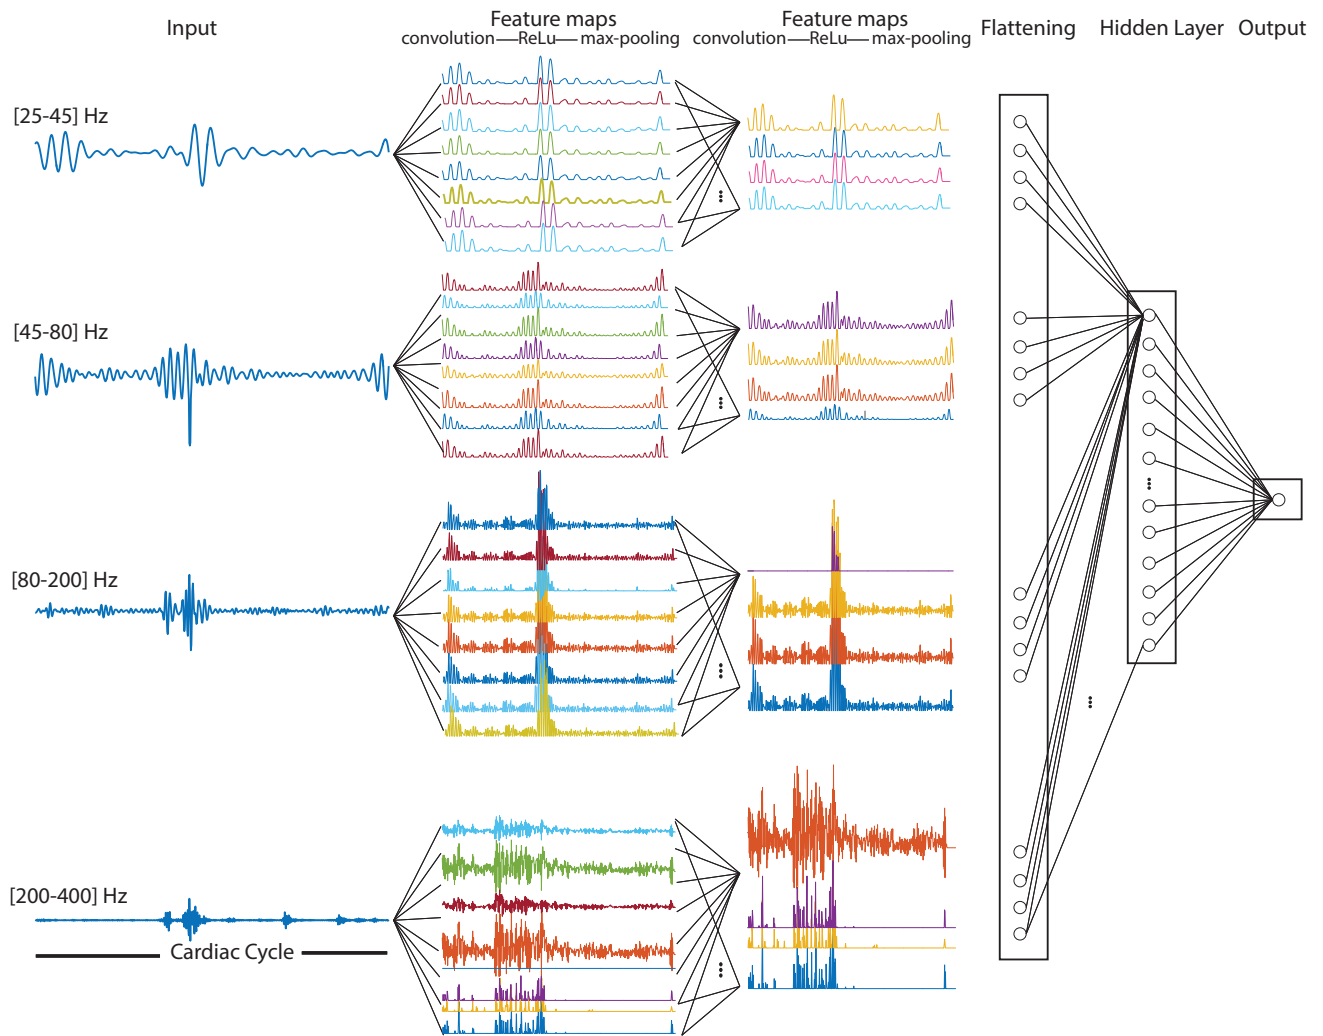 Input
Feature maps
convolution—ReLu—max-pooling
Feature maps
convolution—ReLu—max-pooling
Flattening
Hidden Layer
Output
[25-45] Hz
[45-80] Hz
[80-200] Hz
[200-400] Hz
Cardiac Cycle